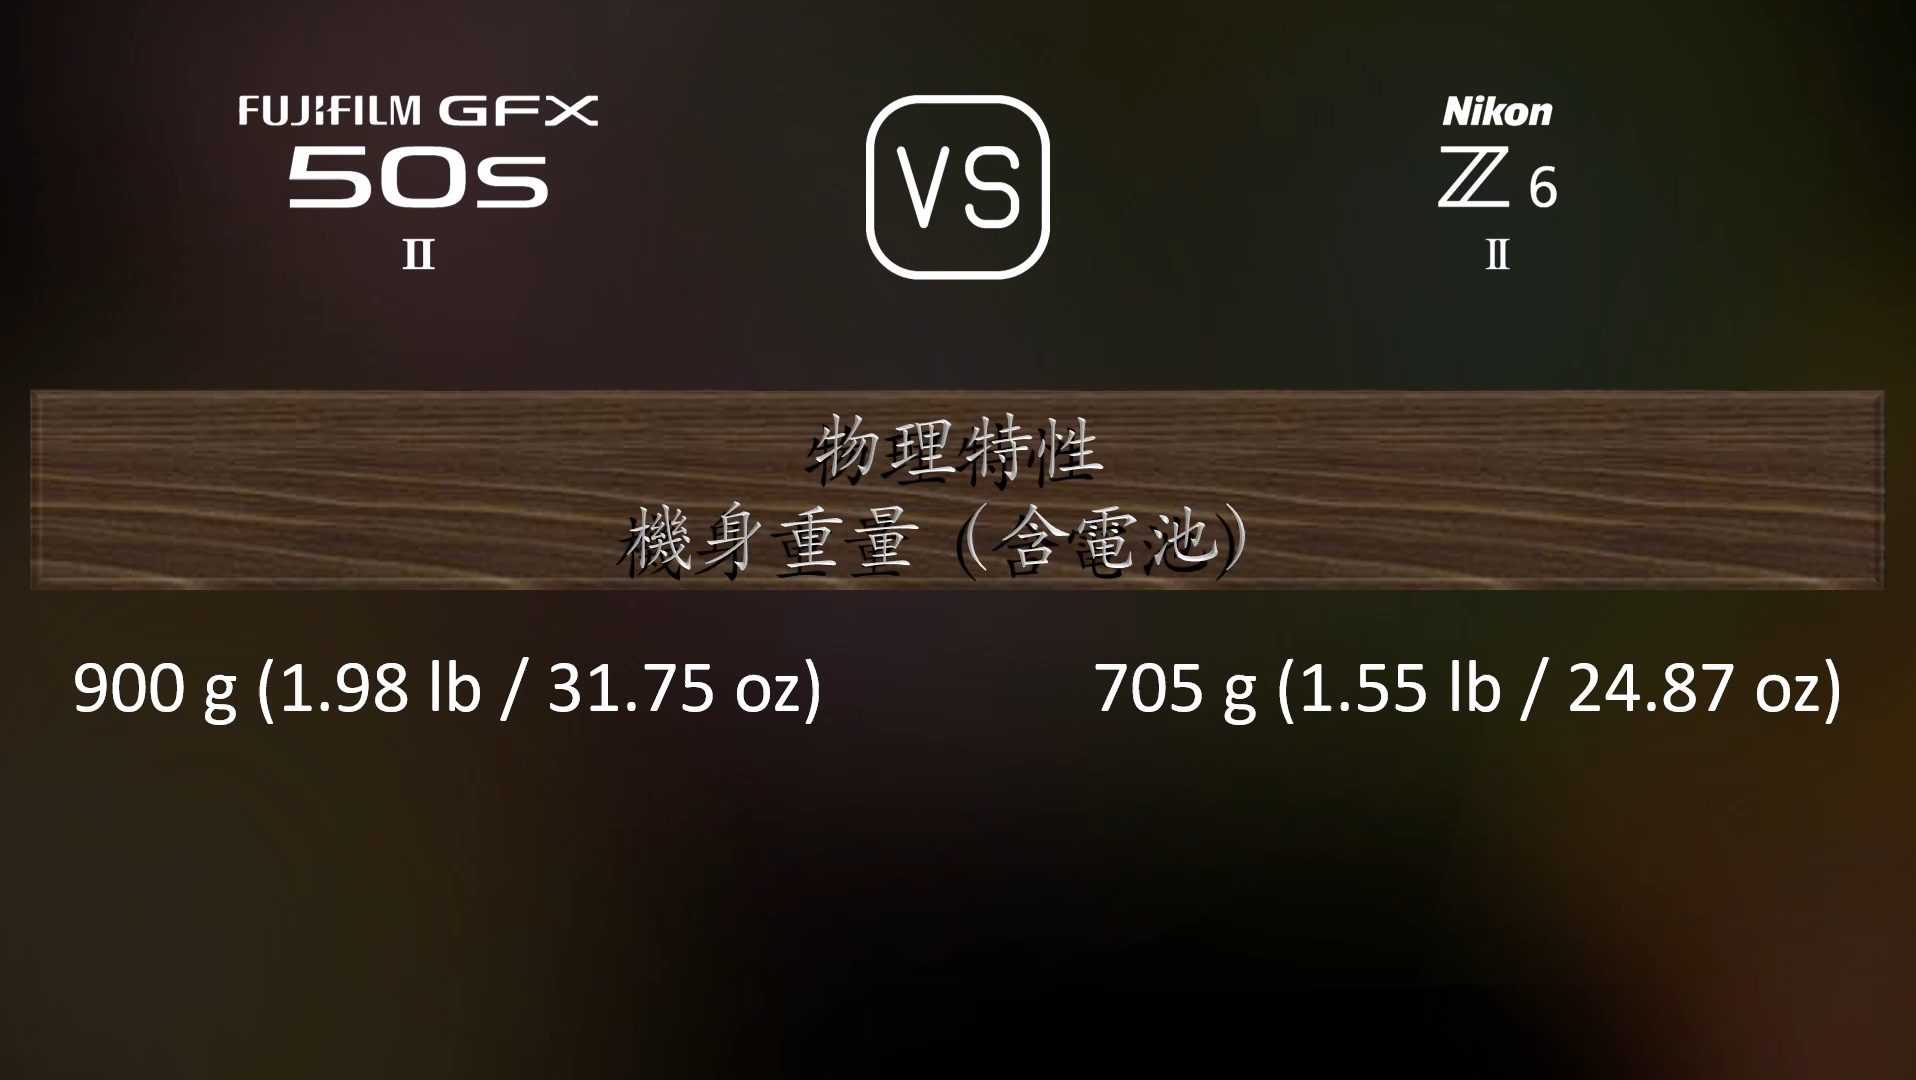 FUJIFILM GFX
50S
II
VS
Nikon
Z 6
II
物理特性
機身重量（含電池）
900 g (1.98 lb / 31.75 oz)
705 g (1.55 lb / 24.87 oz)